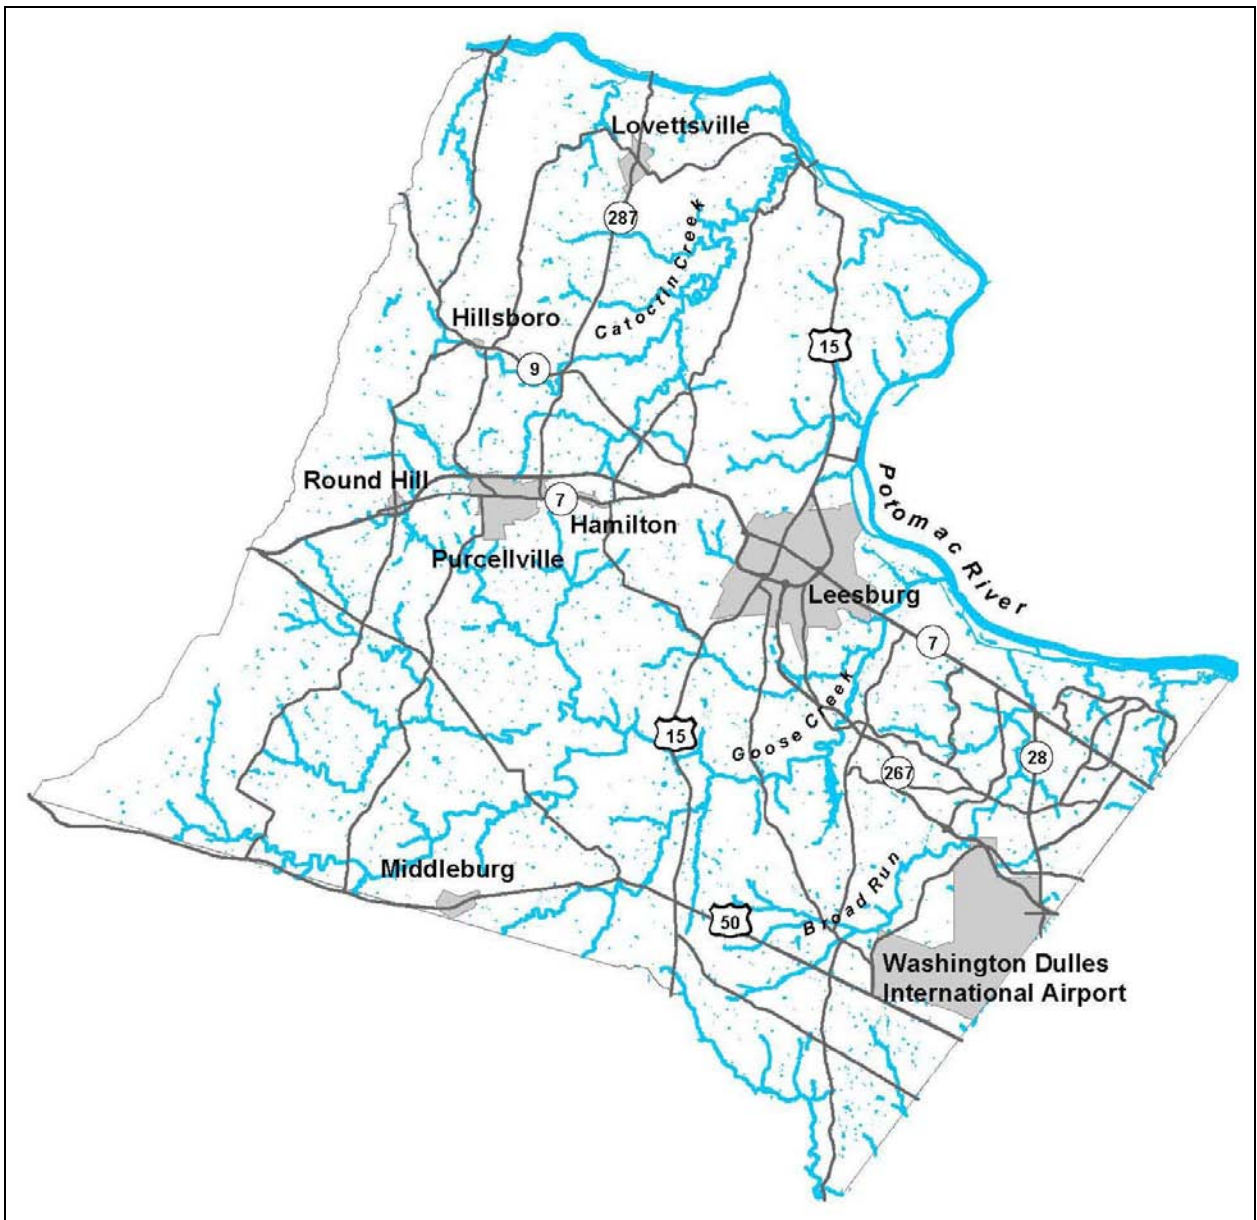 Lovettsville
287
Catoctin Creek
Hillsboro
15
9
Round Hill
7
Hamilton
Potomac River
Purcellville
Leesburg
7
Goose Creek
15
28
267
Middleburg
Broad Run
50
Washington Dulles
International Airport